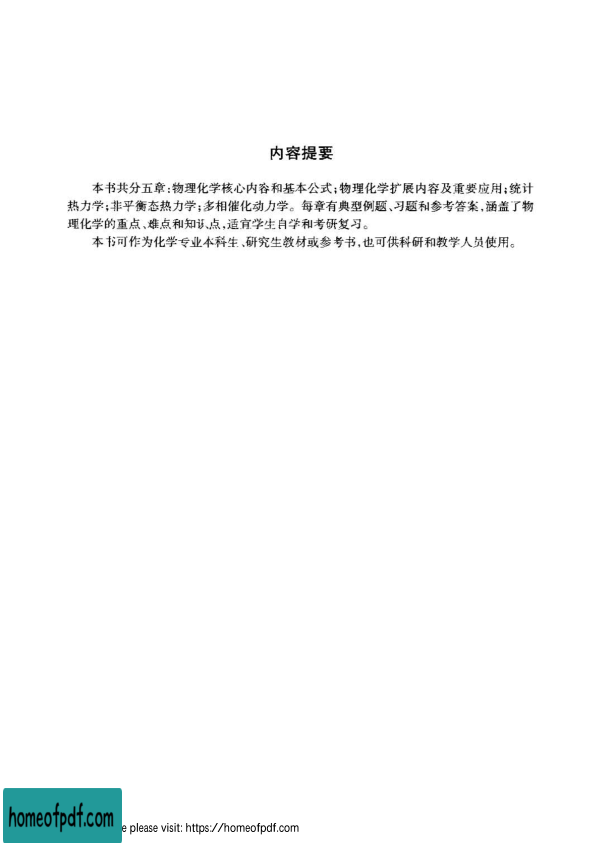 内容提要
本书共分五章:物理化学核心内容和基本公式;物理化学扩展内容及重要应用;统计
热力学;非平衡态热力学;多相催化动力学。每章有典型例题、习题和参考答案,涵盖了物
理化学的重点、难点和知识点,适宜学生自学和考研复习。
本书可作为化学专业本科生、研究生教材或参考书,也可供科研和教学人员使用。
homeofpdf.com
e please visit: https://homeofpdf.com